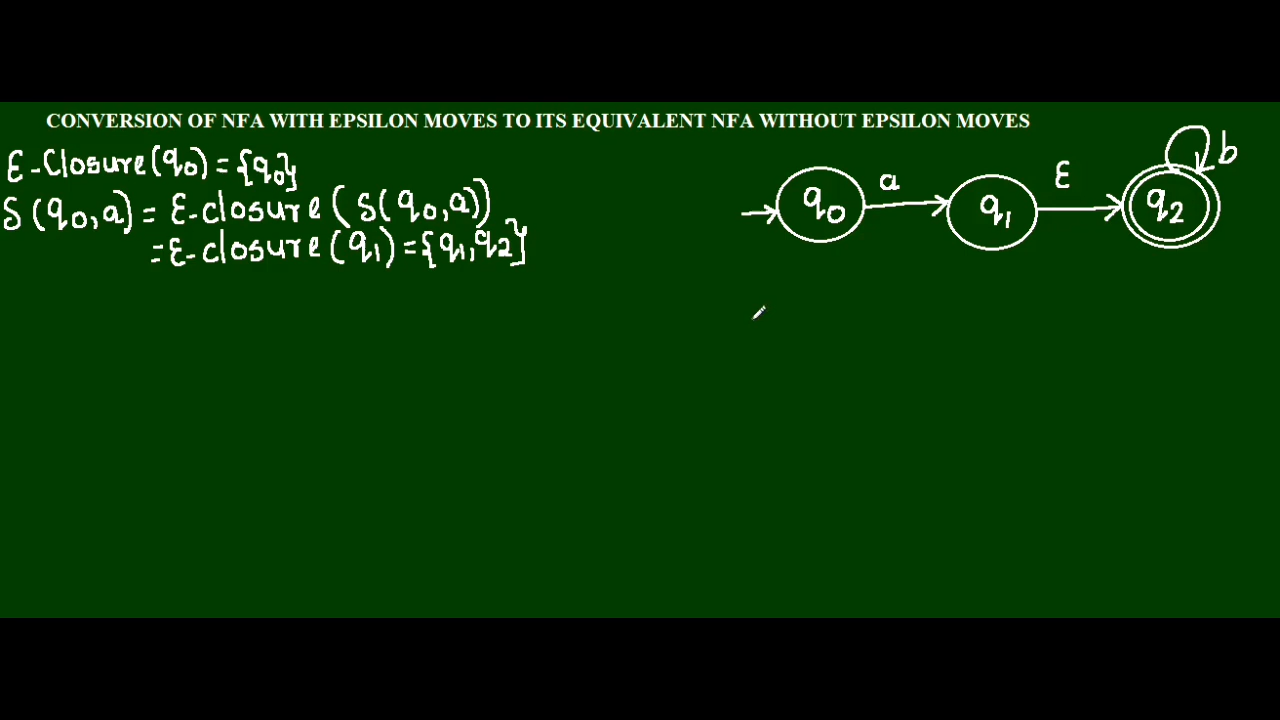 CONVERSION OF NFA WITH EPSILON MOVES TO ITS EQUIVALENT NFA WITHOUT EPSILON MOVES
ε-closure(q0) = {q0}
δ(q0,a) = ε-closure(δ(q0,a))
= ε-closure(q1) = {q1,q2}
q0 a q1 ε q2 b